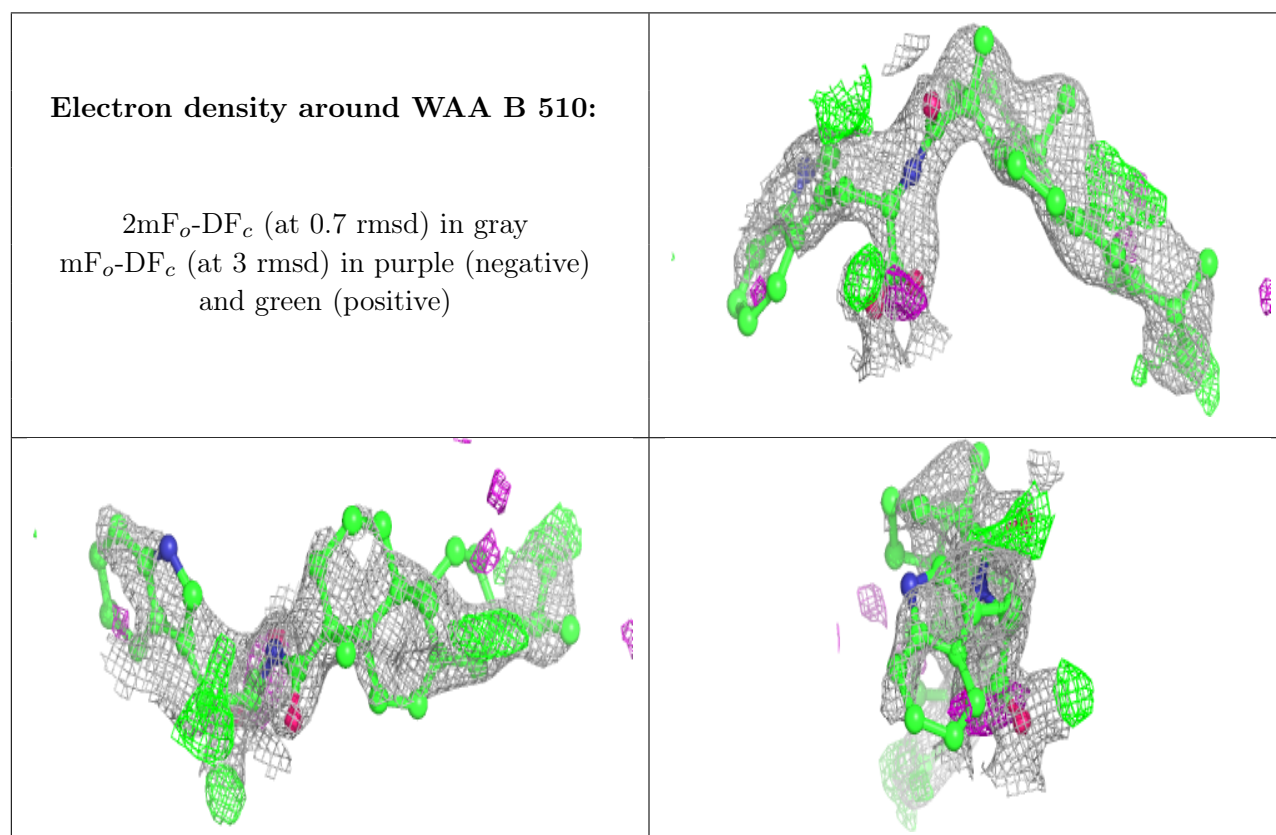 Electron density around WAA B 510:
2mFo-DFc (at 0.7 rmsd) in gray
mFo-DFc (at 3 rmsd) in purple (negative)
and green (positive)